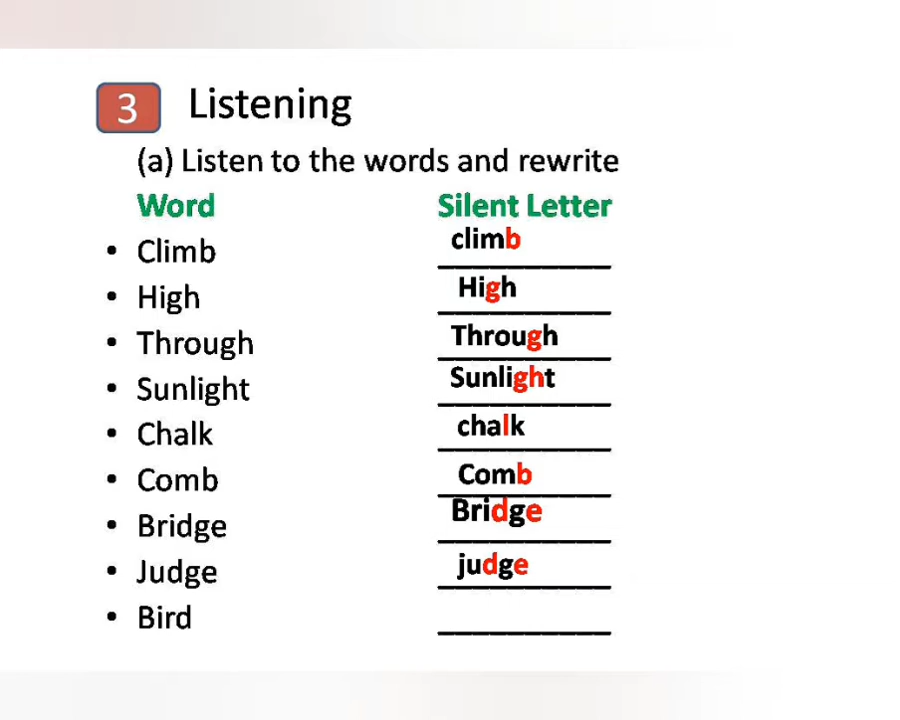 3 Listening
(a) Listen to the words and rewrite
Word Silent Letter
• Climb climb
• High High
• Through Through
• Sunlight Sunlight
• Chalk chalk
• Comb Comb
• Bridge Bridge
• Judge judge
• Bird